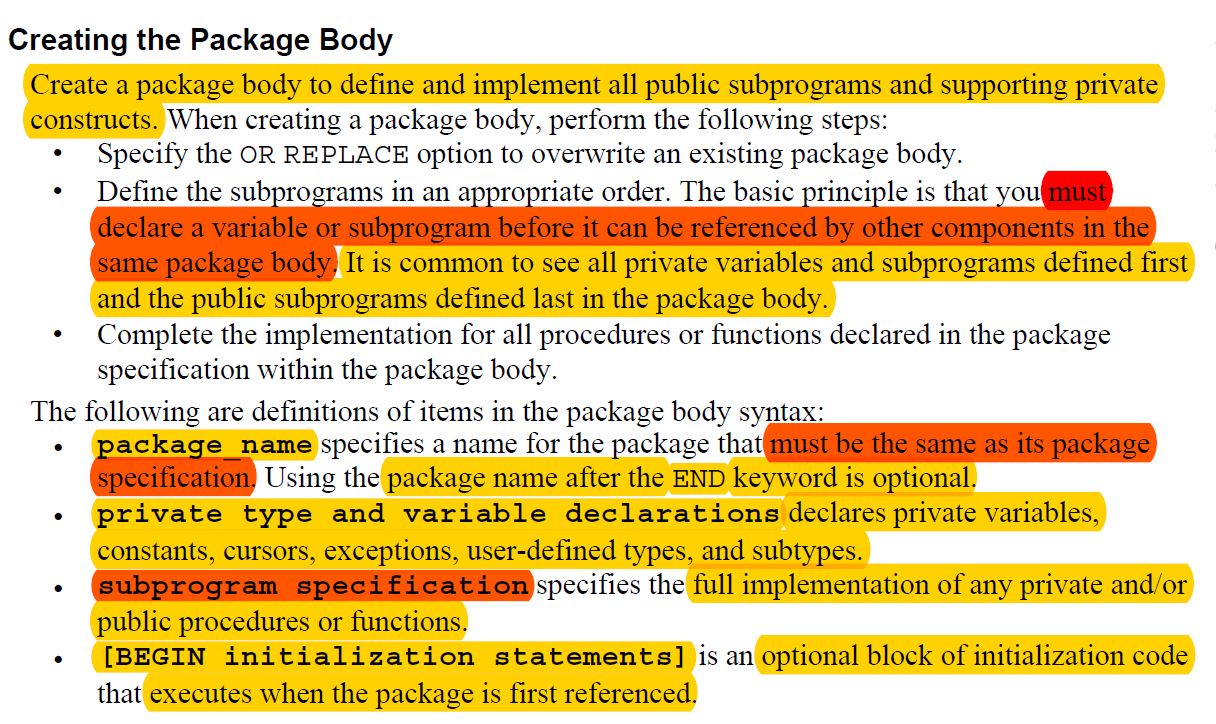 Creating the Package Body
Create a package body to define and implement all public subprograms and supporting private
constructs. When creating a package body, perform the following steps:
• Specify the OR REPLACE option to overwrite an existing package body.
• Define the subprograms in an appropriate order. The basic principle is that you must
declare a variable or subprogram before it can be referenced by other components in the
same package body. It is common to see all private variables and subprograms defined first
and the public subprograms defined last in the package body.
• Complete the implementation for all procedures or functions declared in the package
specification within the package body.
The following are definitions of items in the package body syntax:
• package_name specifies a name for the package that must be the same as its package
specification. Using the package name after the END keyword is optional.
• private type and variable declarations declares private variables,
constants, cursors, exceptions, user-defined types, and subtypes.
• subprogram specification specifies the full implementation of any private and/or
public procedures or functions.
• [BEGIN initialization statements] is an optional block of initialization code
that executes when the package is first referenced.